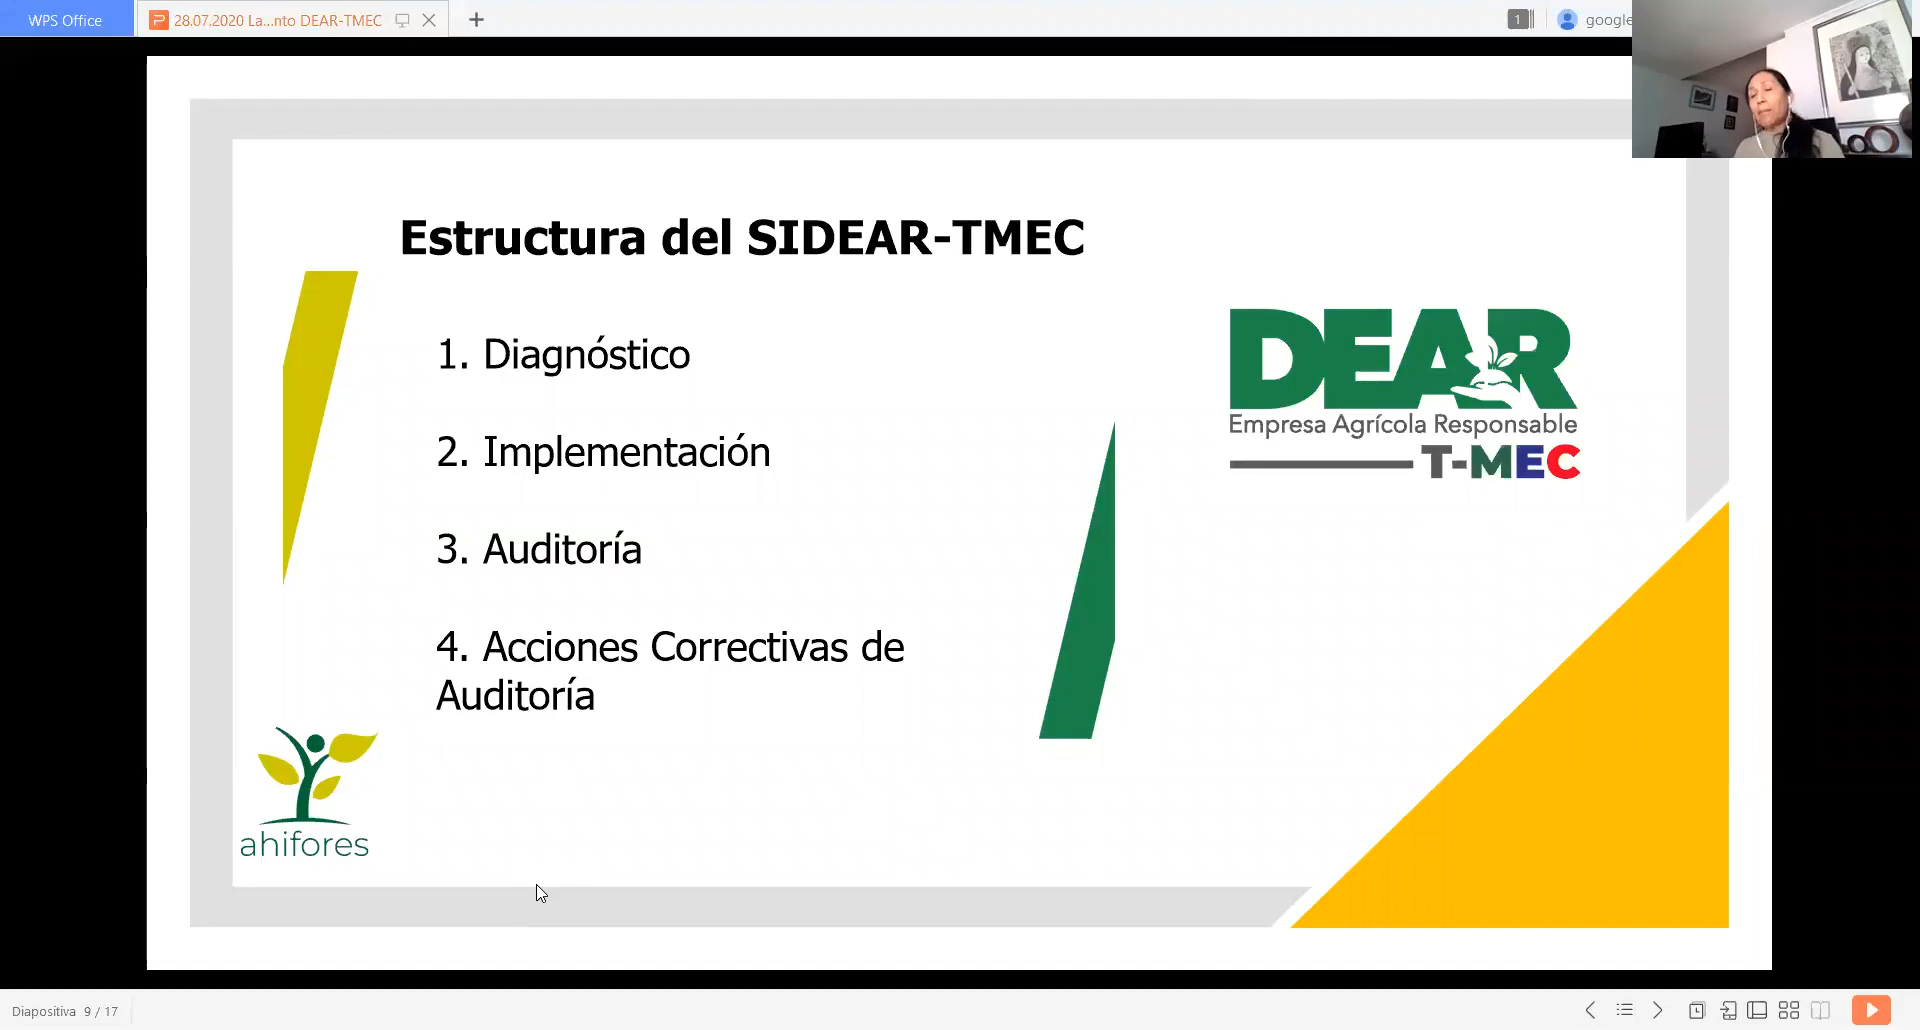 WPS Office
28.07.2020 La...nto DEAR-TMEC
1
google
Estructura del SIDEAR-TMEC
1. Diagnóstico
2. Implementación
3. Auditoría
4. Acciones Correctivas de
Auditoría
DEAR
Empresa Agrícola Responsable
T-MEC
ahifores
Diapositiva 9 / 17